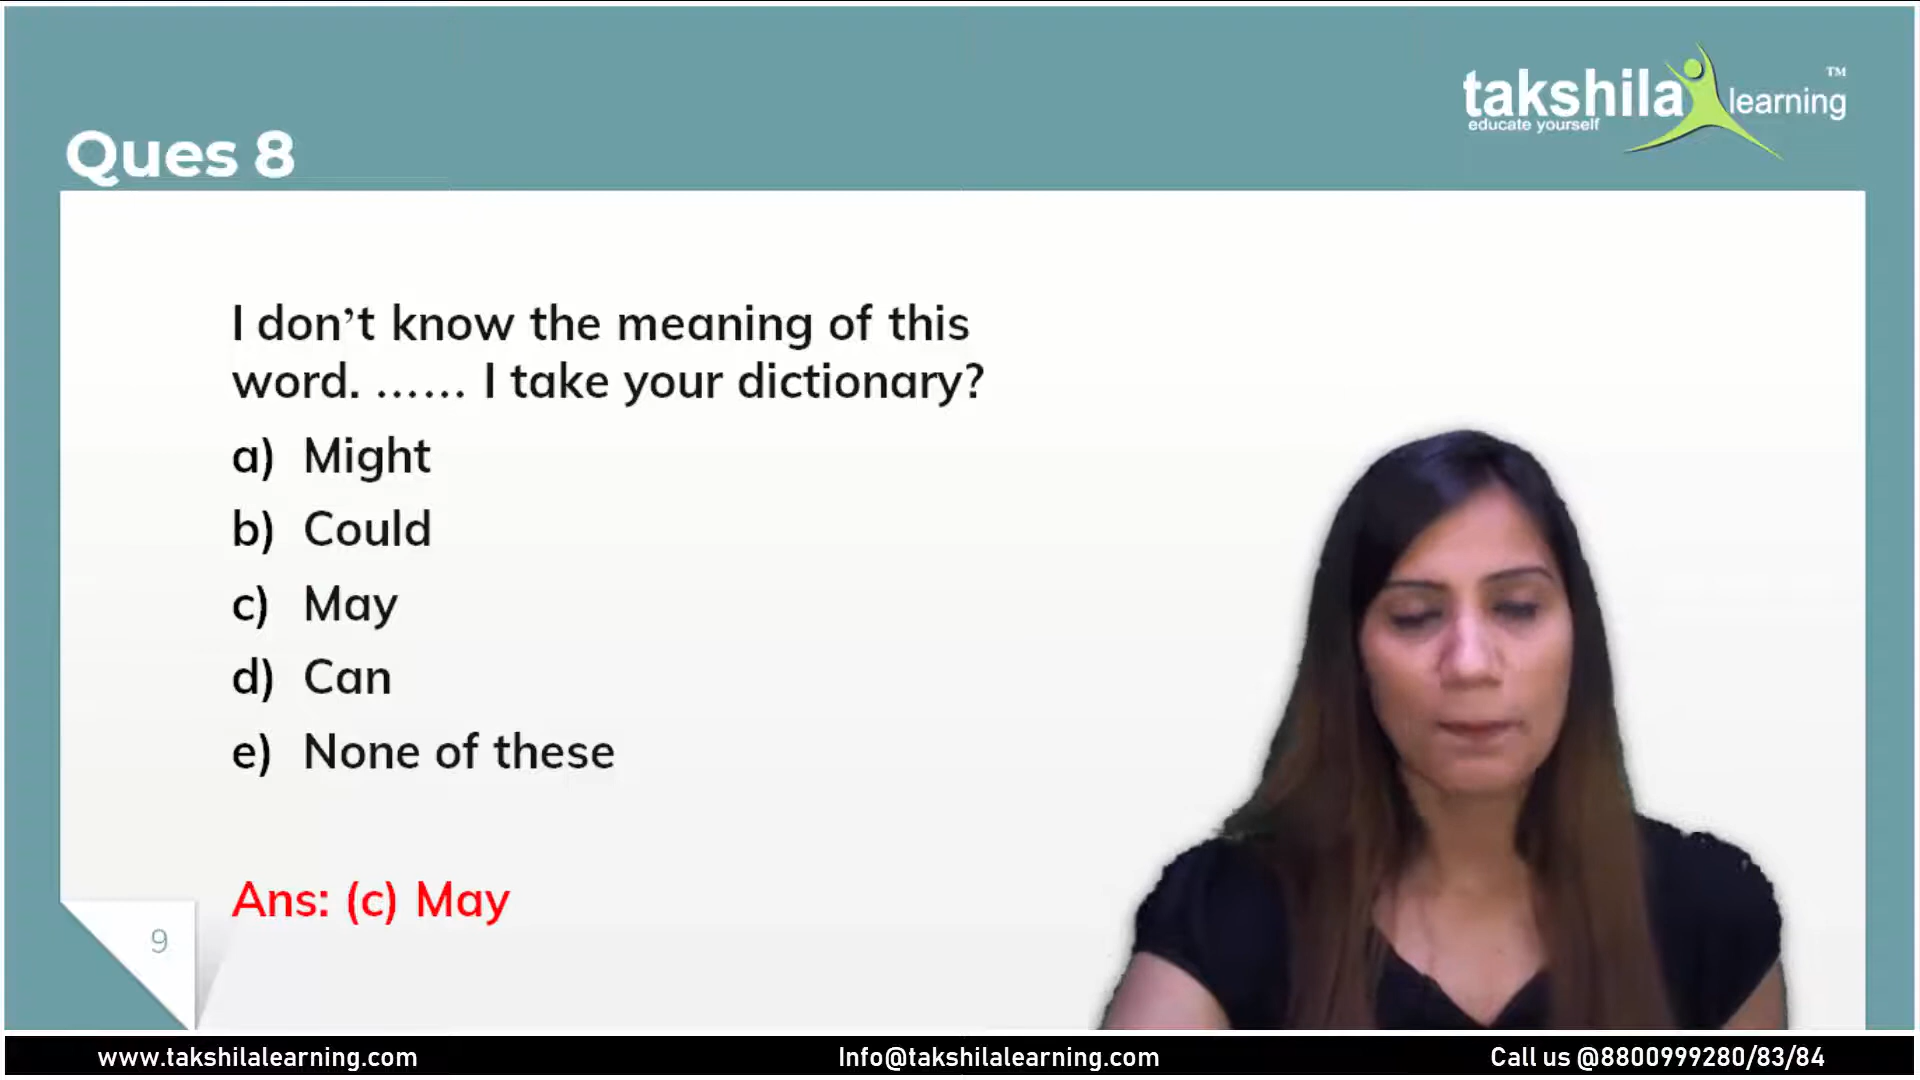 takshila learning TM
educate yourself
Ques 8
I don’t know the meaning of this
word. …… I take your dictionary?
a) Might
b) Could
c) May
d) Can
e) None of these
Ans: (c) May
9
www.takshilalearning.com Info@takshilalearning.com Call us @8800999280/83/84